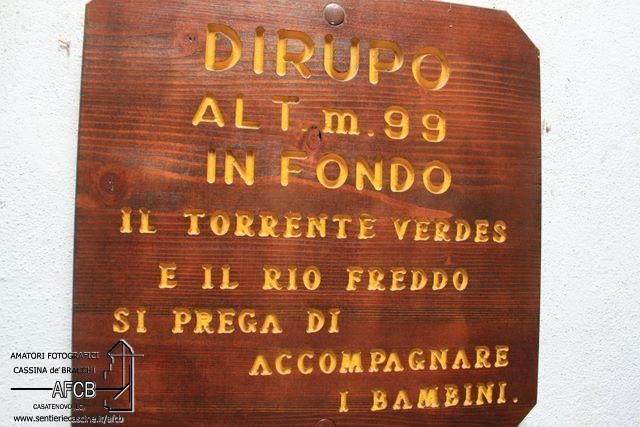 DIRUPO
ALT. m. 99
IN FONDO
IL TORRENTE VERDES
E IL RIO FREDDO
SI PREGA DI
ACCOMPAGNARE
I BAMBINI.
AMATORI FOTOGRAFICI
CASSINA de' BRACCHI
AFCB
CASATENOVO (LC)
www.sentieriecascine.it/afcb